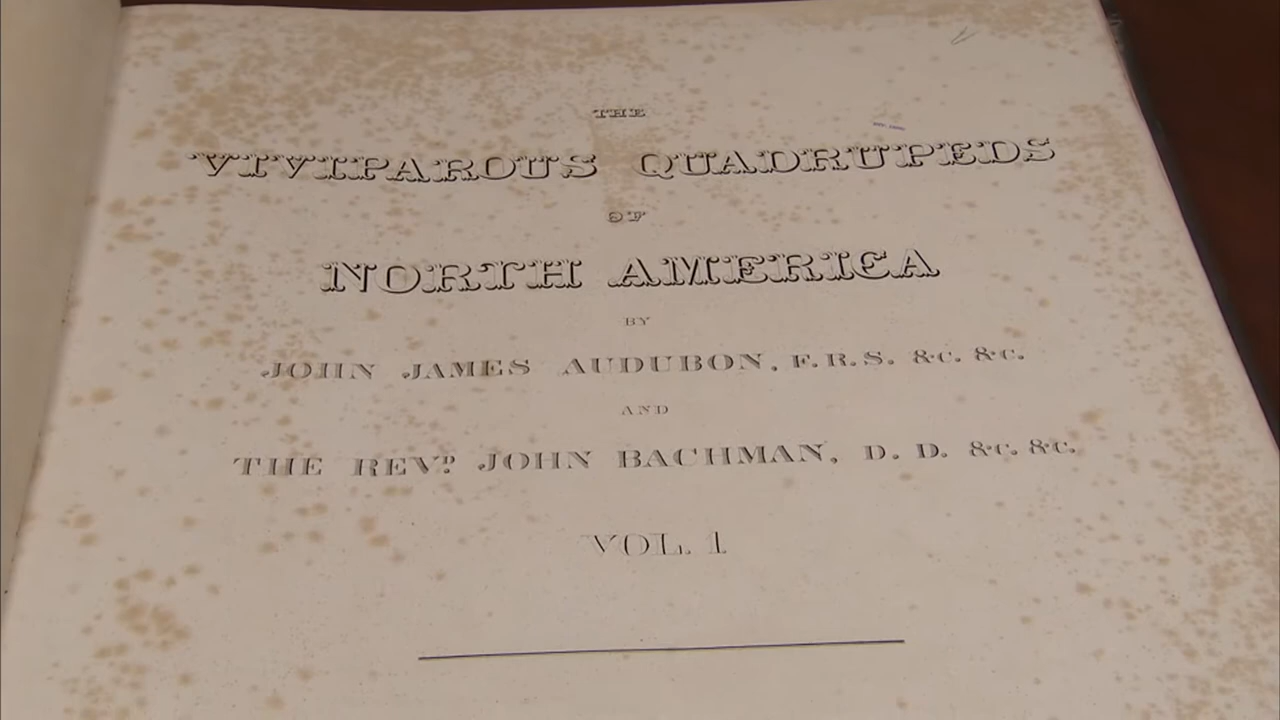 THE
VIVIPAROUS QUADRUPEDS
OF
NORTH AMERICA
BY
JOHN JAMES AUDUBON, F.R.S. &c. &c.
AND
THE REVD. JOHN BACHMAN, D. D. &c. &c.
VOL. 1